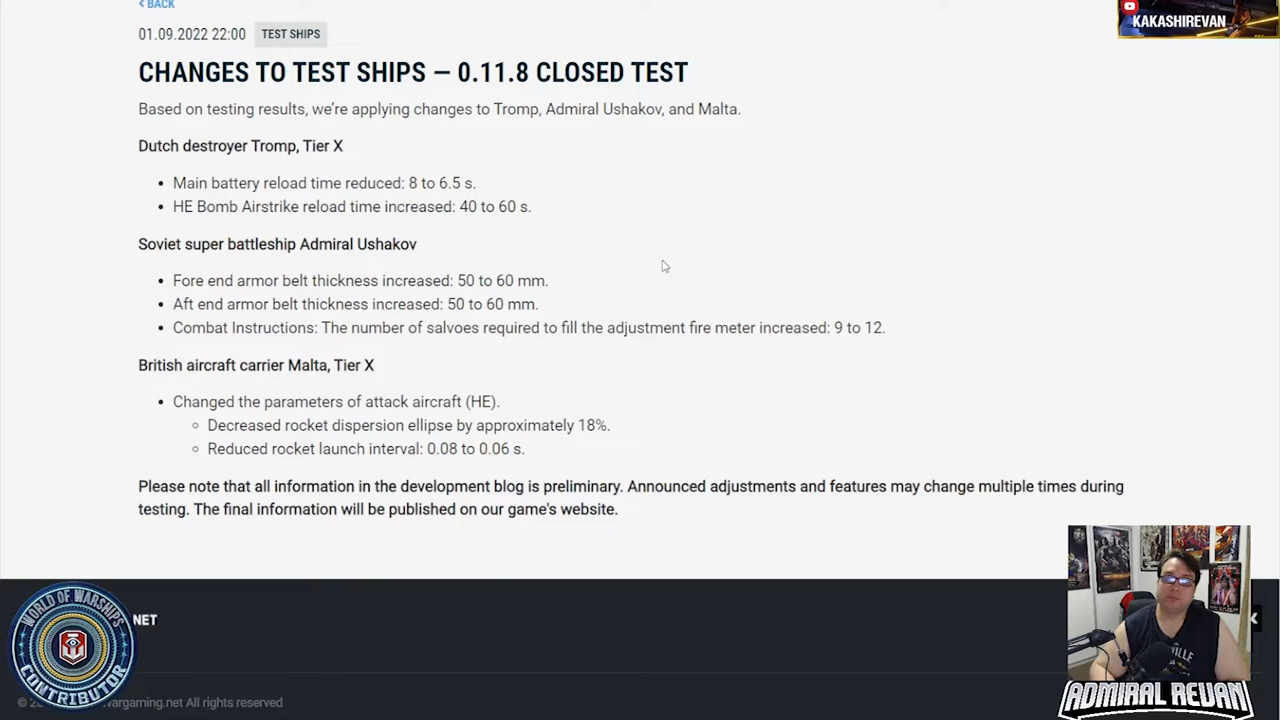 BACK
KAKASHIREVAN
01.09.2022 22:00 TEST SHIPS
CHANGES TO TEST SHIPS — 0.11.8 CLOSED TEST
Based on testing results, we're applying changes to Tromp, Admiral Ushakov, and Malta.
Dutch destroyer Tromp, Tier X
• Main battery reload time reduced: 8 to 6.5 s.
• HE Bomb Airstrike reload time increased: 40 to 60 s.
Soviet super battleship Admiral Ushakov
• Fore end armor belt thickness increased: 50 to 60 mm.
• Aft end armor belt thickness increased: 50 to 60 mm.
• Combat Instructions: The number of salvoes required to fill the adjustment fire meter increased: 9 to 12.
British aircraft carrier Malta, Tier X
• Changed the parameters of attack aircraft (HE).
○ Decreased rocket dispersion ellipse by approximately 18%.
○ Reduced rocket launch interval: 0.08 to 0.06 s.
Please note that all information in the development blog is preliminary. Announced adjustments and features may change multiple times during
testing. The final information will be published on our game's website.
WORLD OF WARSHIPS
CONTRIBUTOR
NET
wargaming.net All rights reserved
ADMIRAL REVAN